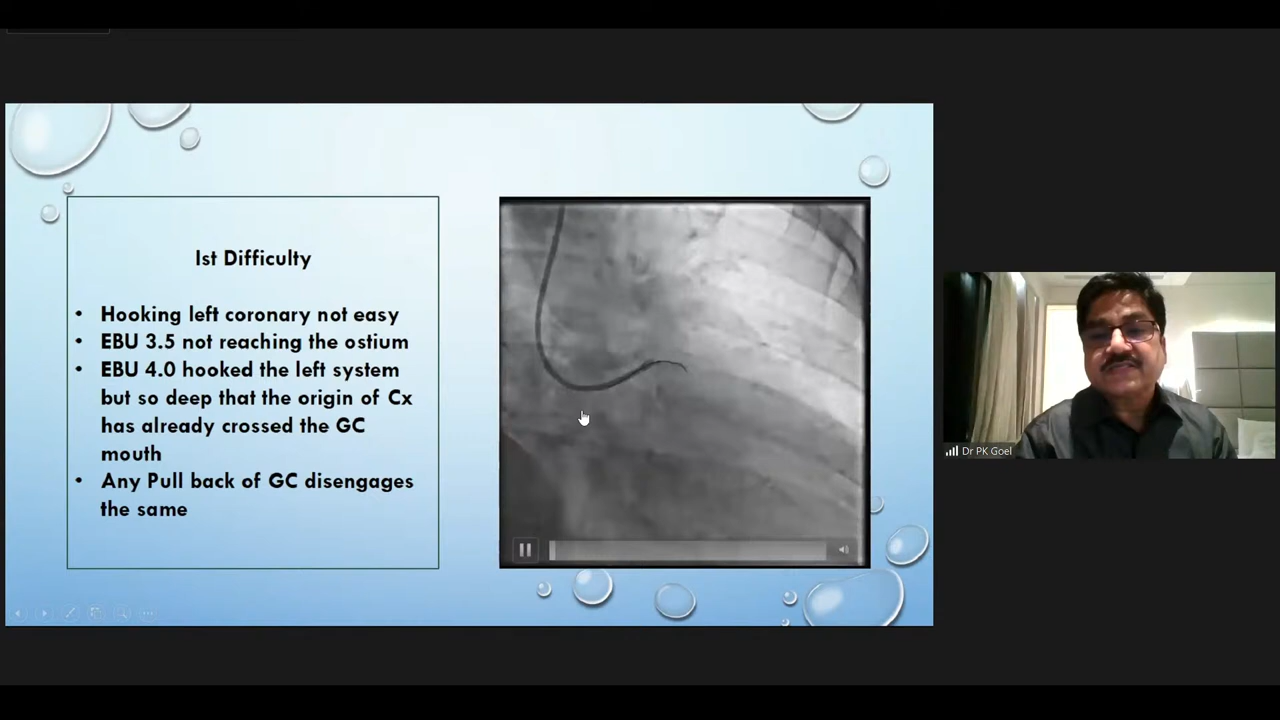 Ist Difficulty
• Hooking left coronary not easy
• EBU 3.5 not reaching the ostium
• EBU 4.0 hooked the left system
but so deep that the origin of Cx
has already crossed the GC
mouth
• Any Pull back of GC disengages
the same
Dr PK Goel